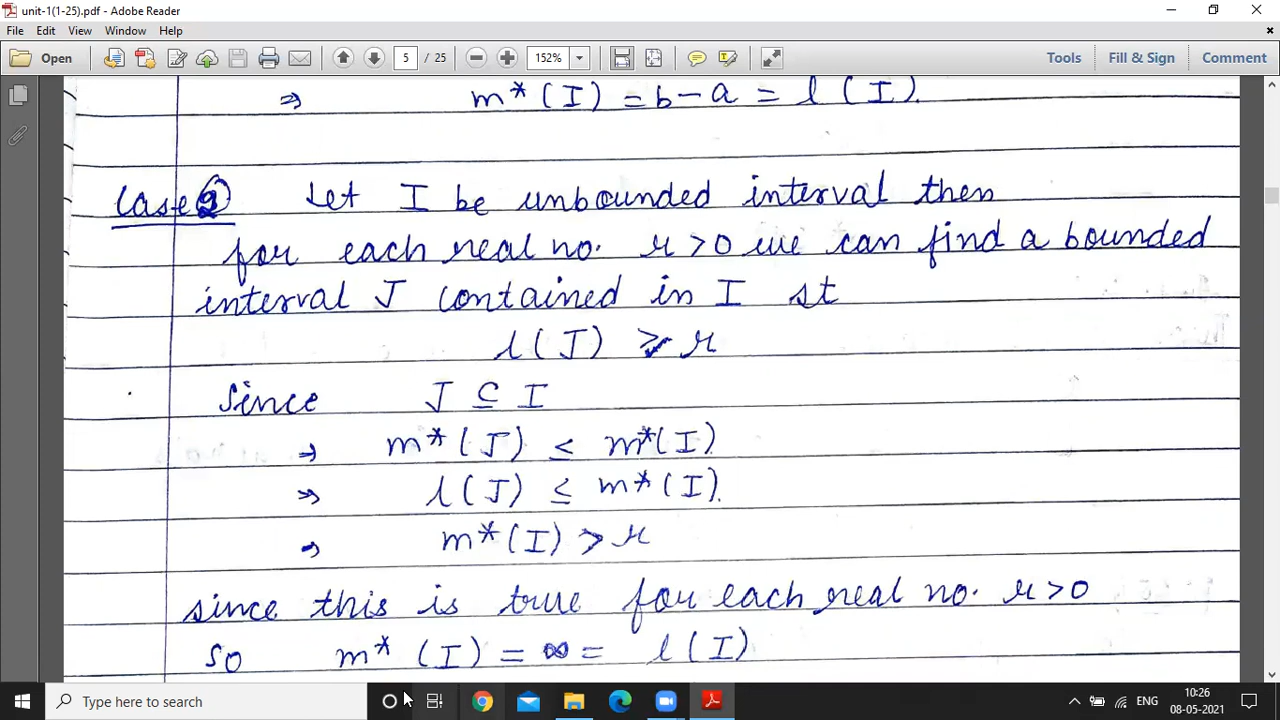 unit-1(1-25).pdf - Adobe Reader
File Edit View Window Help
Open 5 / 25 152% Tools Fill & Sign Comment
⇒ m*(I) = b-a = l(I).
Let I be unbounded interval then
for each real no. r>0 we can find a bounded
interval J contained in I st
l(J) ≥ r
Since J ⊆ I
⇒ m*(J) ≤ m*(I).
⇒ l(J) ≤ m*(I).
⇒ m*(I) > r
since this is true for each real no. r>0
So m*(I) = ∞ = l(I)
Type here to search
ENG
10:26
08-05-2021